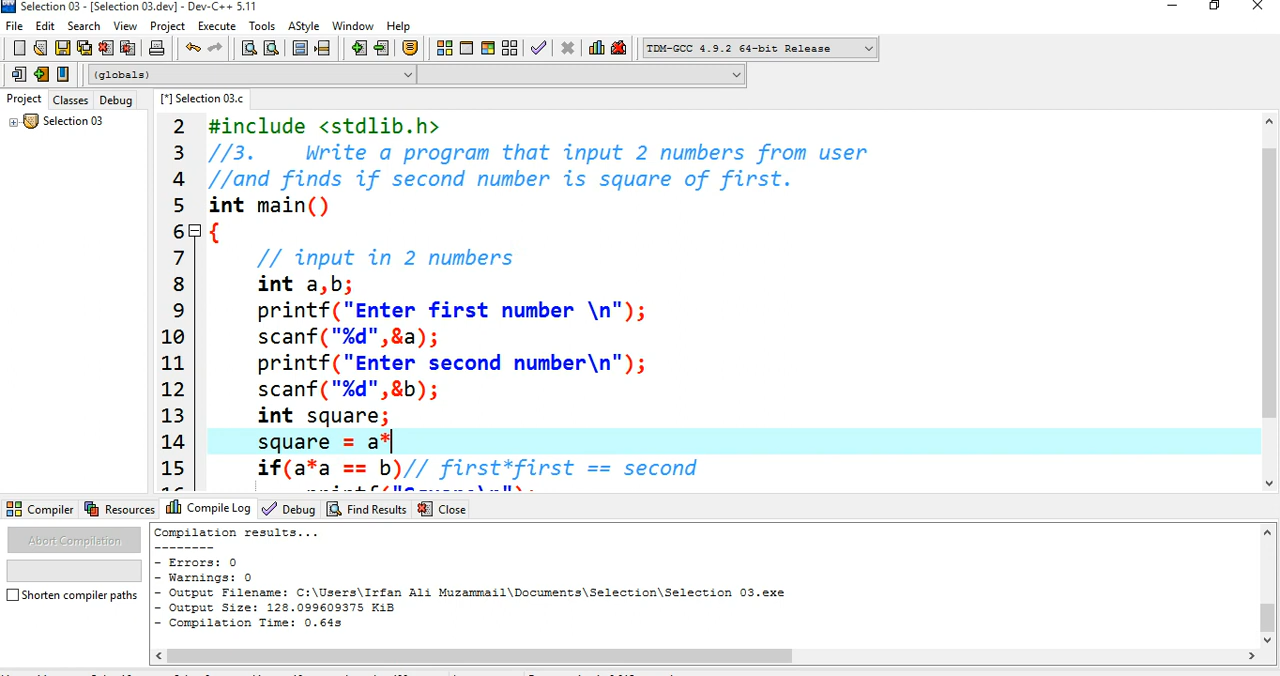 Selection 03 - [Selection 03.dev] - Dev-C++ 5.11
File Edit Search View Project Execute Tools AStyle Window Help
TDM-GCC 4.9.2 64-bit Release
(globals)
Project Classes Debug [*] Selection 03.c
Selection 03
2 #include <stdlib.h>
3 //3. Write a program that input 2 numbers from user
4 //and finds if second number is square of first.
5 int main()
6 {
7 // input in 2 numbers
8 int a,b;
9 printf("Enter first number \n");
10 scanf("%d",&a);
11 printf("Enter second number\n");
12 scanf("%d",&b);
13 int square;
14 square = a*
15 if(a*a == b)// first*first == second
Compiler Resources Compile Log Debug Find Results Close
Abort Compilation
Shorten compiler paths
Compilation results...
--------
- Errors: 0
- Warnings: 0
- Output Filename: C:\Users\Irfan Ali Muzammail\Documents\Selection\Selection 03.exe
- Output Size: 128.099609375 KiB
- Compilation Time: 0.64s